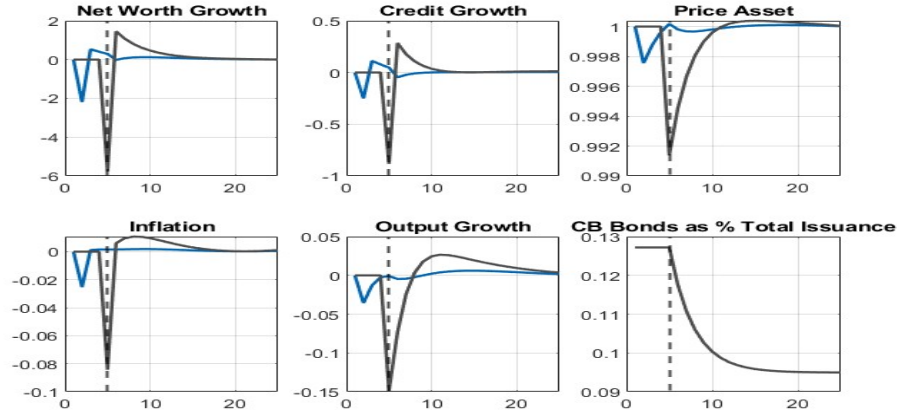 Net Worth Growth Credit Growth Price Asset
2 0.5 1
0 0 0.998
-2 0.996
-4 -0.5 0.994
0.992
-6 -1 0.99
0 10 20 0 10 20 0 10 20
Inflation Output Growth CB Bonds as % Total Issuance
0.05 0.13
0 0 0.12
-0.02
-0.04 -0.05 0.11
-0.06 -0.1 0.1
-0.08
-0.1 -0.15 0.09
0 10 20 0 10 20 0 10 20